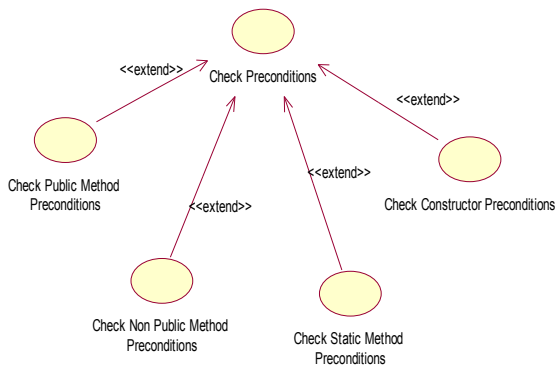 <<extend>>
Check Preconditions
<<extend>>
Check Public Method
Preconditions
<<extend>>
Check Constructor Preconditions
<<extend>>
Check Non Public Method
Preconditions
<<extend>>
Check Static Method
Preconditions